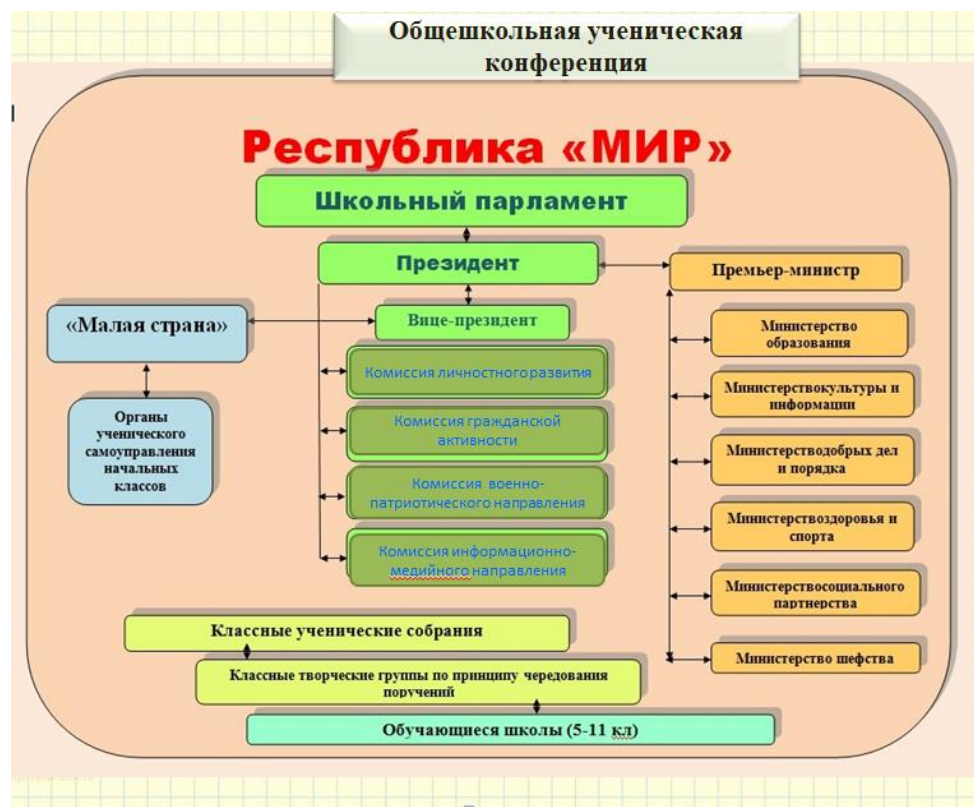 Общешкольная ученическая
конференция
Республика «МИР»
Школьный парламент
Президент
Премьер-министр
«Малая страна»
Вице-президент
Органы
ученического
самоуправления
начальных
классов
Комиссия личностного развития
Комиссия гражданской
активности
Комиссия военно-
патриотического направления
Комиссия информационно-
медийного направления
Министерство
образования
Министерствокультуры и
информации
Министерстводобрых дел
и порядка
Министерствоздоровья и
спорта
Министерствосоциального
партнерства
Министерство шефства
Классные ученические собрания
Классные творческие группы по принципу чередования
поручений
Обучающиеся школы (5-11 кл)